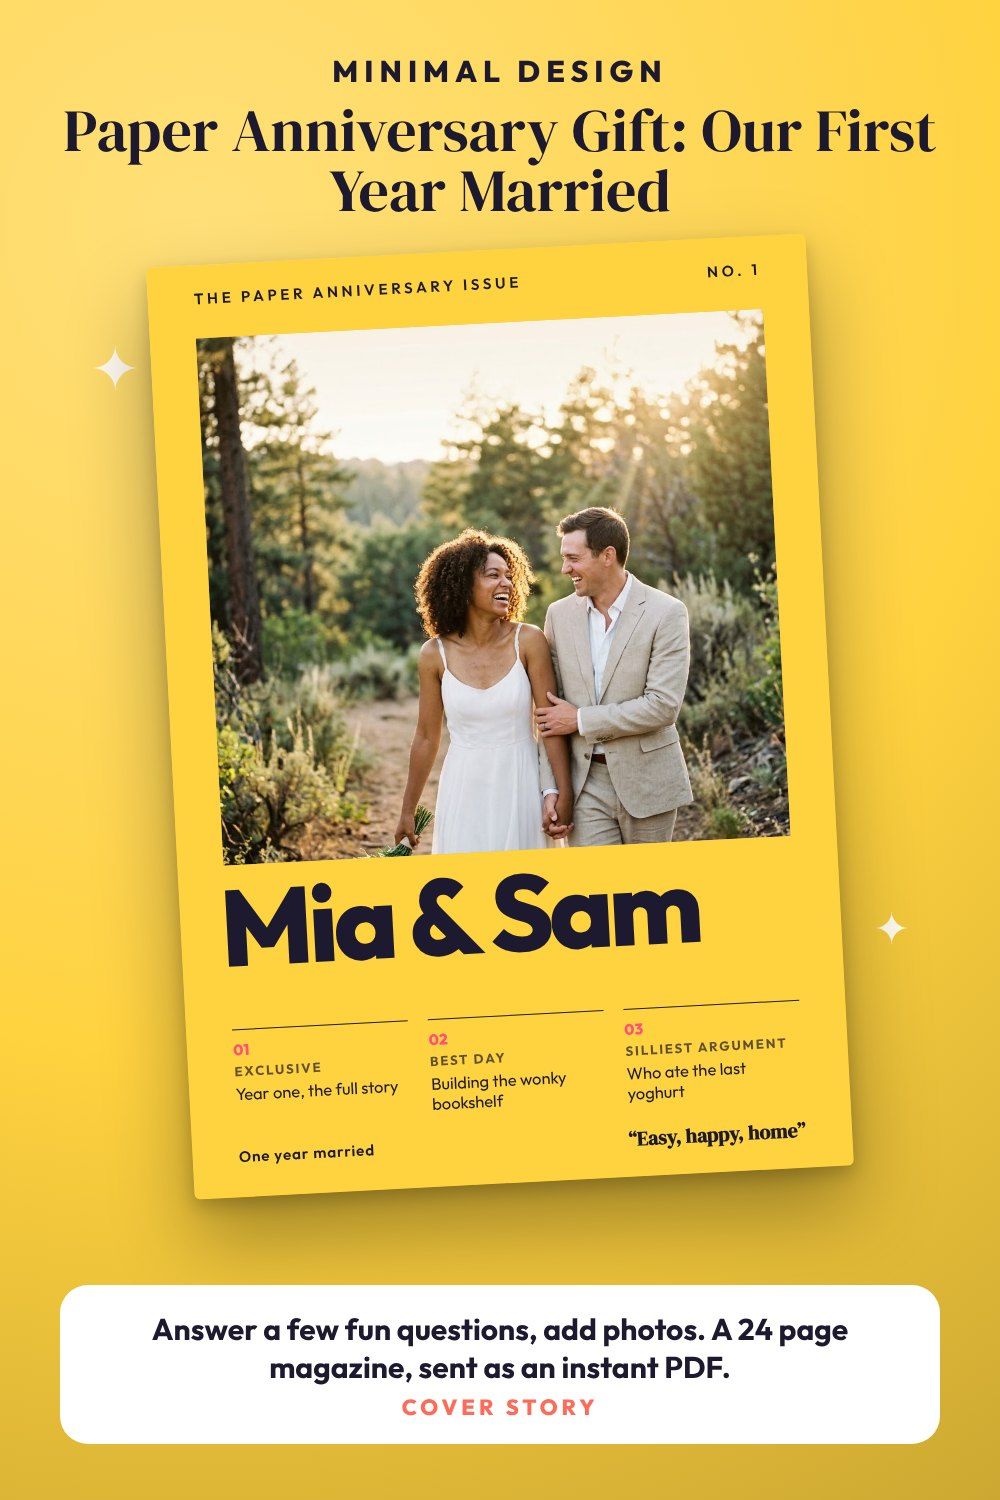 MINIMAL DESIGN
Paper Anniversary Gift: Our First
Year Married
THE PAPER ANNIVERSARY ISSUE
NO. 1
Mia & Sam
01
EXCLUSIVE
Year one, the full story
02
BEST DAY
Building the wonky
bookshelf
03
SILLIEST ARGUMENT
Who ate the last
yoghurt
One year married
“Easy, happy, home”
Answer a few fun questions, add photos. A 24 page
magazine, sent as an instant PDF.
COVER STORY